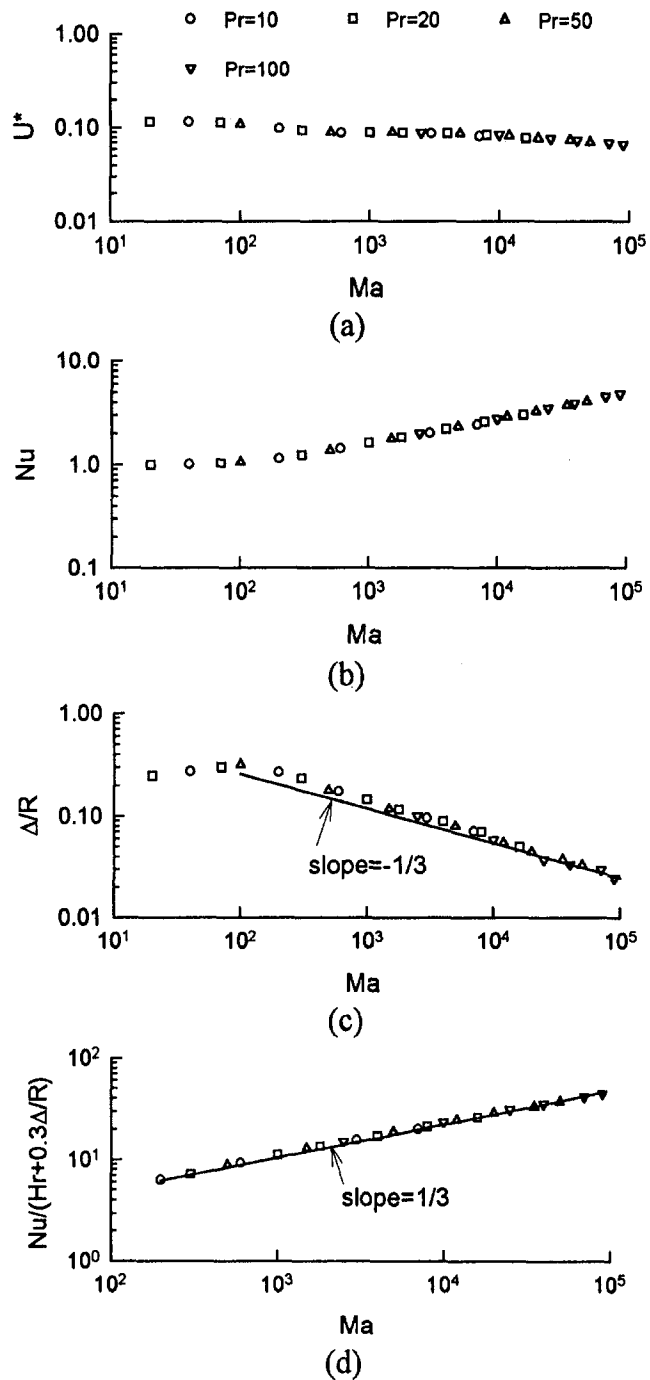 ○ Pr=10 □ Pr=20 △ Pr=50
▽ Pr=100
1.00
0.10
0.01
U*
10¹ 10² 10³ 10⁴ 10⁵
Ma
(a)
10.0
1.0
0.1
Nu
10¹ 10² 10³ 10⁴ 10⁵
Ma
(b)
1.00
0.10
0.01
Δ/R
slope=-1/3
10¹ 10² 10³ 10⁴ 10⁵
Ma
(c)
10²
10¹
10⁰
Nu/(Hr+0.3Δ/R)
slope=1/3
10² 10³ 10⁴ 10⁵
Ma
(d)